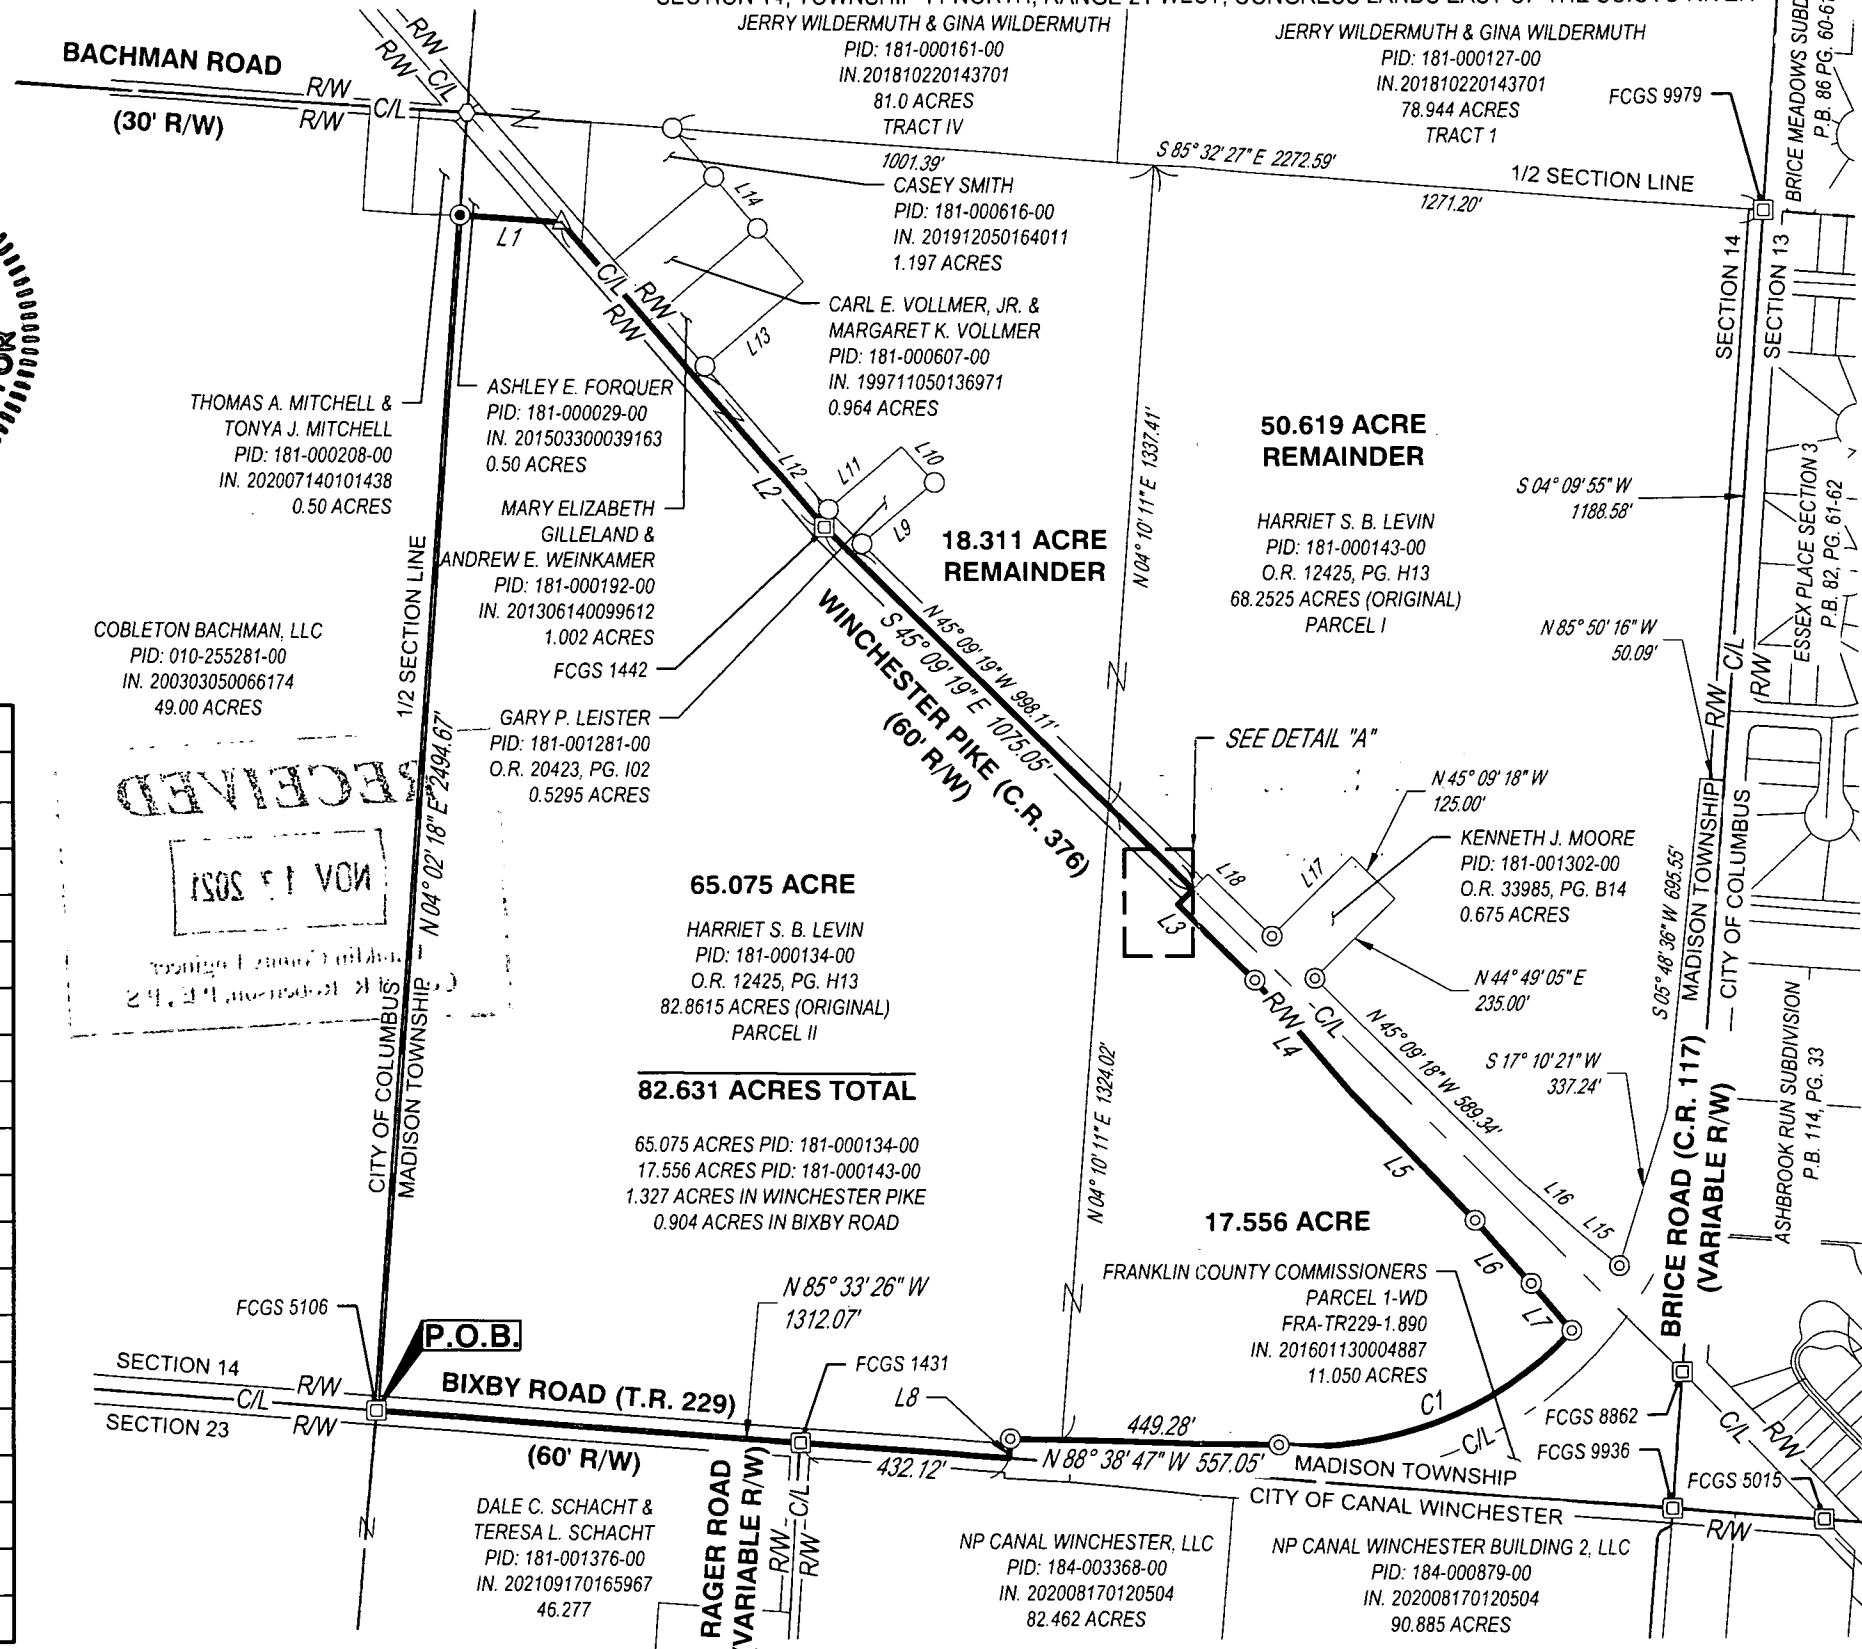 SECTION 14, TOWNSHIP 11 NORTH, RANGE 21 WEST, CONGRESS LANDS EAST OF THE SCIOTO RIVER
JERRY WILDERMUTH & GINA WILDERMUTH
PID: 181-000161-00
IN.201810220143701
81.0 ACRES
TRACT IV
JERRY WILDERMUTH & GINA WILDERMUTH
PID: 181-000127-00
IN.201810220143701
78.944 ACRES
TRACT 1
FCGS 9979
BRICE MEADOWS SUBD
P.B. 86 PG. 60-61
BACHMAN ROAD
(30' R/W)
R/W
C/L
R/W
R/W
C/L
R/W
1001.39'
S 85° 32' 27" E 2272.59'
1/2 SECTION LINE
1271.20'
CASEY SMITH
PID: 181-000616-00
IN. 201912050164011
1.197 ACRES
L14
L1
C/L
R/W
R/W
L13
CARL E. VOLLMER, JR. &
MARGARET K. VOLLMER
PID: 181-000607-00
IN. 199711050136971
0.964 ACRES
SECTION 14
SECTION 13
THOMAS A. MITCHELL &
TONYA J. MITCHELL
PID: 181-000208-00
IN. 202007140101438
0.50 ACRES
ASHLEY E. FORQUER
PID: 181-000029-00
IN. 201503300039163
0.50 ACRES
MARY ELIZABETH
GILLELAND &
ANDREW E. WEINKAMER
PID: 181-000192-00
IN. 201306140099612
1.002 ACRES
FCGS 1442
GARY P. LEISTER
PID: 181-001281-00
O.R. 20423, PG. I02
0.5295 ACRES
L12
L2
L11
L10
L9
18.311 ACRE
REMAINDER
N 04° 10' 11" E 1337.41'
50.619 ACRE
REMAINDER
HARRIET S. B. LEVIN
PID: 181-000143-00
O.R. 12425, PG. H13
68.2525 ACRES (ORIGINAL)
PARCEL I
S 04° 09' 55" W
1188.58'
N 85° 50' 16" W
50.09'
ESSEX PLACE SECTION 3
P.B. 82, PG. 61-62
R/W
C/L
R/W
COBLETON BACHMAN, LLC
PID: 010-255281-00
IN. 200303050066174
49.00 ACRES
1/2 SECTION LINE
N 04° 02' 18" E 2494.67'
WINCHESTER PIKE (C.R. 376)
(60' R/W)
N 45° 09' 19" W 998.11'
S 45° 09' 19" E 1075.05'
SEE DETAIL "A"
N 45° 09' 18" W
125.00'
KENNETH J. MOORE
PID: 181-001302-00
O.R. 33985, PG. B14
0.675 ACRES
L18
L17
L3
N 44° 49' 05" E
235.00'
RECEIVED
NOV 17 2021
Franklin County Engineer
Cornell R. Robertson, P.E., P.S.
65.075 ACRE
HARRIET S. B. LEVIN
PID: 181-000134-00
O.R. 12425, PG. H13
82.8615 ACRES (ORIGINAL)
PARCEL II
82.631 ACRES TOTAL
65.075 ACRES PID: 181-000134-00
17.556 ACRES PID: 181-000143-00
1.327 ACRES IN WINCHESTER PIKE
0.904 ACRES IN BIXBY ROAD
CITY OF COLUMBUS
MADISON TOWNSHIP
N 04° 10' 11" E 1324.02'
R/W
C/L
L4
N 45° 09' 18" W 589.34'
S 17° 10' 21" W
337.24'
S 05° 48' 36" W 695.55'
MADISON TOWNSHIP
CITY OF COLUMBUS
BRICE ROAD (C.R. 117)
(VARIABLE R/W)
ASHBROOK RUN SUBDIVISION
P.B. 114, PG. 33
L5
L16
L15
L6
L7
17.556 ACRE
FRANKLIN COUNTY COMMISSIONERS
PARCEL 1-WD
FRA-TR229-1.890
IN. 201601130004887
11.050 ACRES
C1
C/L
FCGS 5106
P.O.B.
N 85° 33' 26" W
1312.07'
SECTION 14
C/L
R/W
SECTION 23
R/W
BIXBY ROAD (T.R. 229)
(60' R/W)
FCGS 1431
L8
432.12'
449.28'
N 88° 38' 47" W 557.05'
MADISON TOWNSHIP
CITY OF CANAL WINCHESTER
FCGS 8862
FCGS 9936
FCGS 5015
C/L
R/W
R/W
RAGER ROAD
(VARIABLE R/W)
R/W
C/L
R/W
DALE C. SCHACHT &
TERESA L. SCHACHT
PID: 181-001376-00
IN. 202109170165967
46.277
NP CANAL WINCHESTER, LLC
PID: 184-003368-00
IN. 202008170120504
82.462 ACRES
NP CANAL WINCHESTER BUILDING 2, LLC
PID: 184-000879-00
IN. 202008170120504
90.885 ACRES